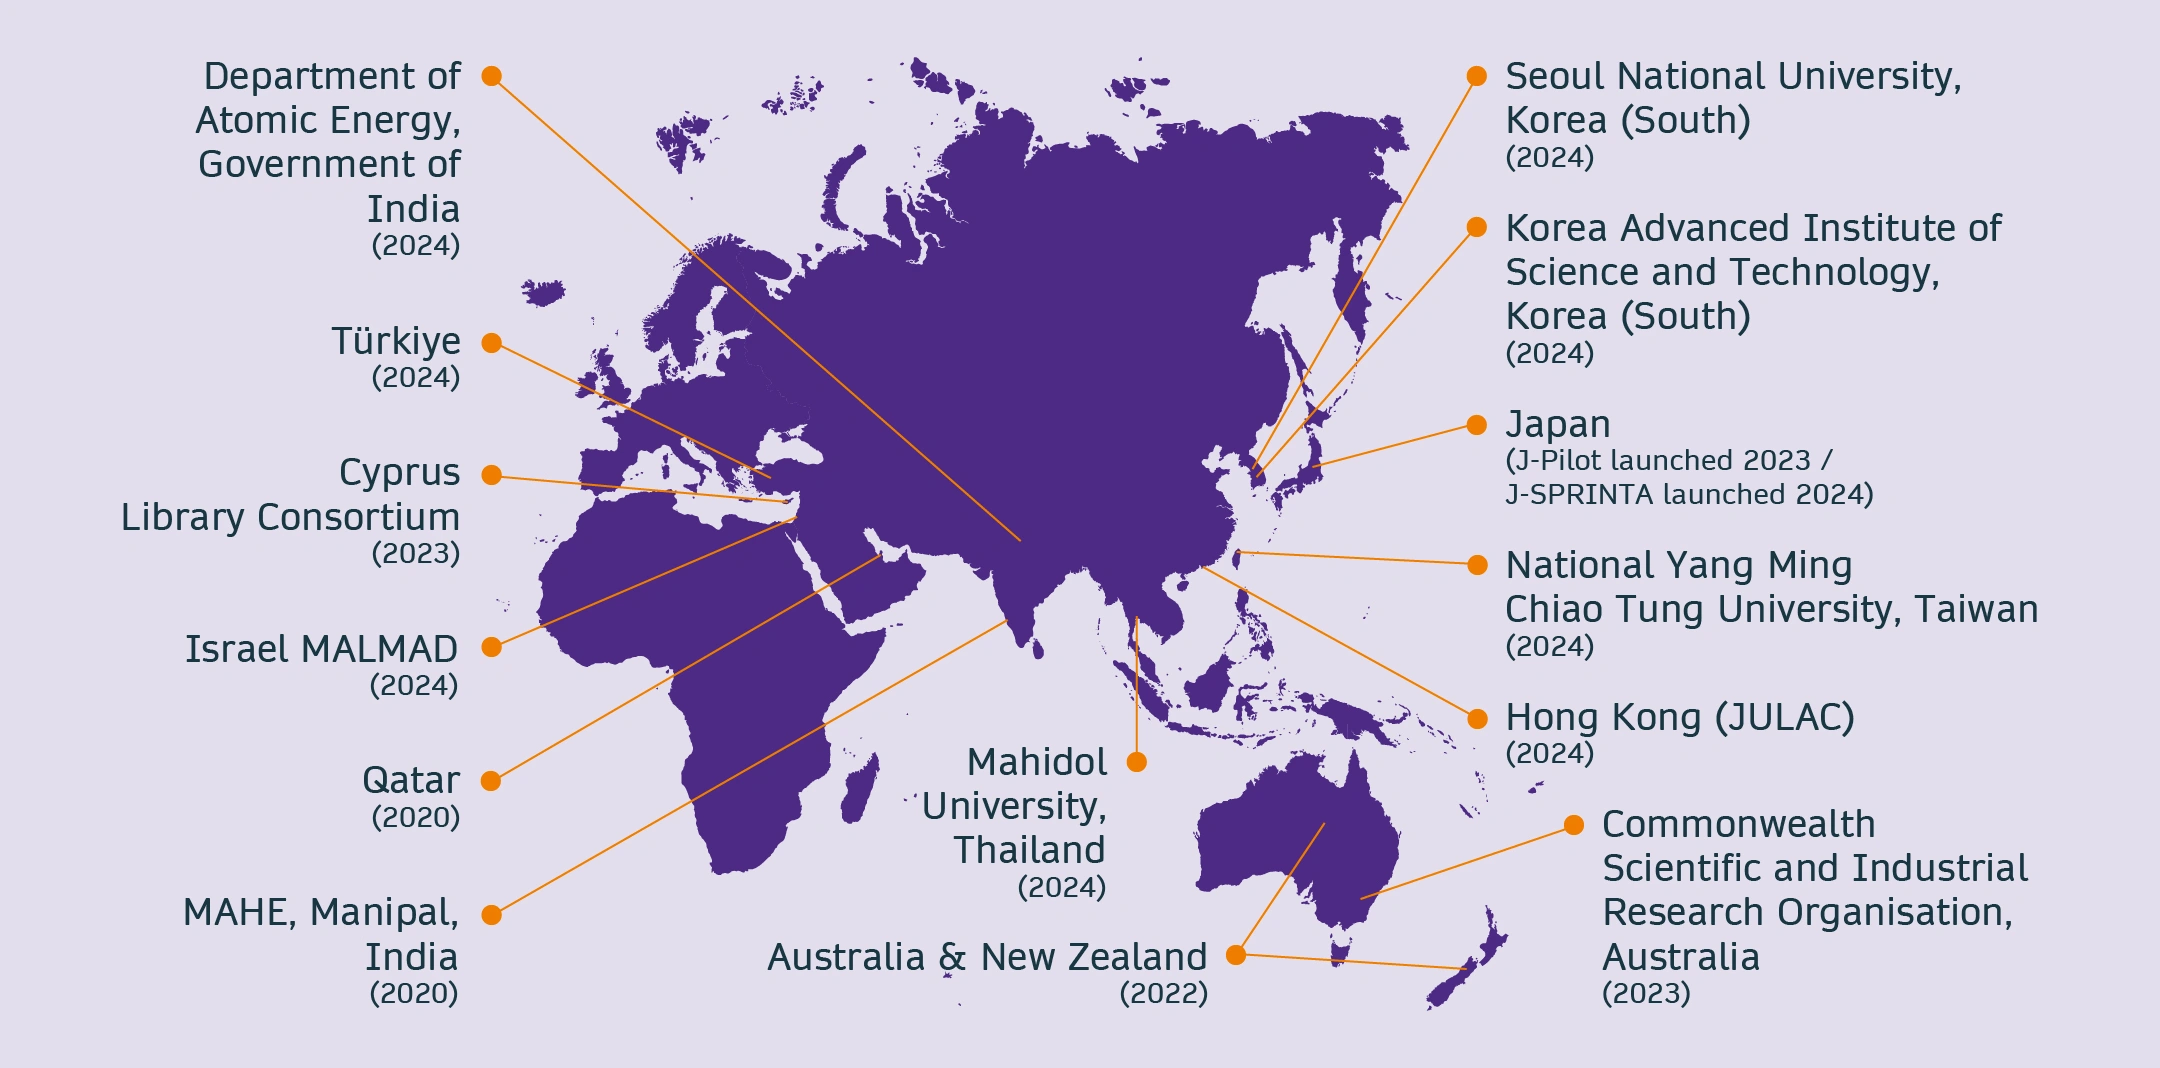 Department of
Atomic Energy,
Government of
India
(2024)
Türkiye
(2024)
Cyprus
Library Consortium
(2023)
Israel MALMAD
(2024)
Qatar
(2020)
MAHE, Manipal,
India
(2020)
Mahidol
University,
Thailand
(2024)
Australia & New Zealand
(2022)
Seoul National University,
Korea (South)
(2024)
Korea Advanced Institute of
Science and Technology,
Korea (South)
(2024)
Japan
(J-Pilot launched 2023 /
J-SPRINTA launched 2024)
National Yang Ming
Chiao Tung University, Taiwan
(2024)
Hong Kong (JULAC)
(2024)
Commonwealth
Scientific and Industrial
Research Organisation,
Australia
(2023)